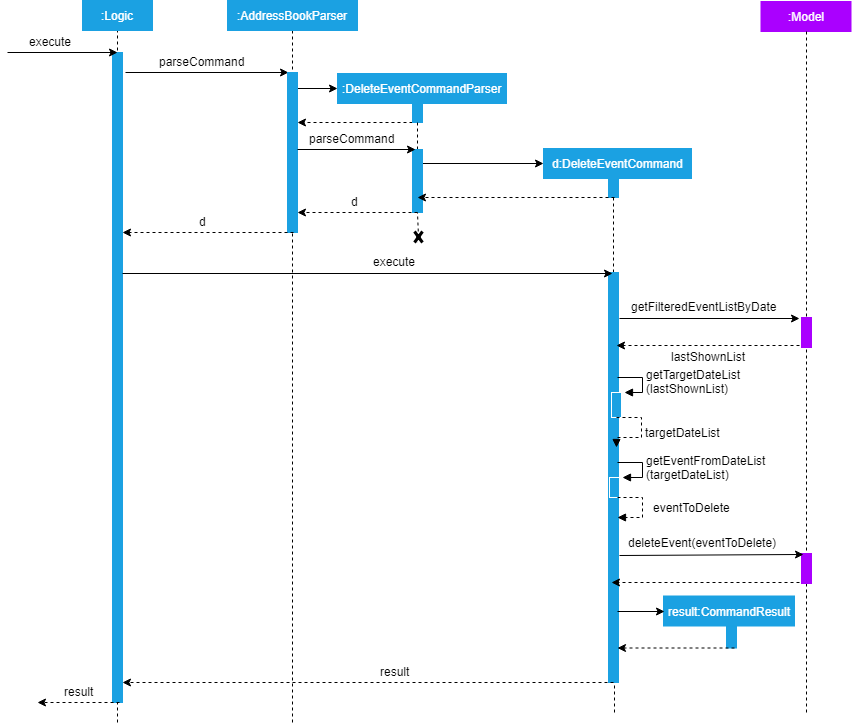 :Logic
:AddressBookParser
:Model
execute
parseCommand
:DeleteEventCommandParser
parseCommand
d:DeleteEventCommand
d
d
execute
getFilteredEventListByDate
lastShownList
getTargetDateList
(lastShownList)
targetDateList
getEventFromDateList
(targetDateList)
eventToDelete
deleteEvent(eventToDelete)
result:CommandResult
result
result